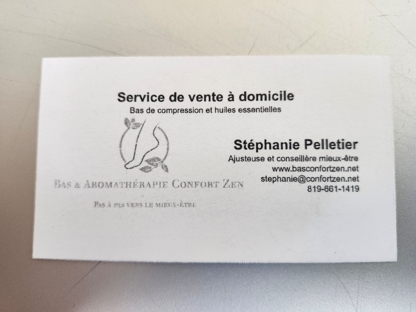 Service de vente à domicile
Bas de compression et huiles essentielles
Stéphanie Pelletier
Ajusteuse et conseillère mieux-être
www.basconfortzen.net
stephanie@confortzen.net
819-661-1419
Bas & Aromathérapie Confort Zen
Pas à pas vers le mieux-être